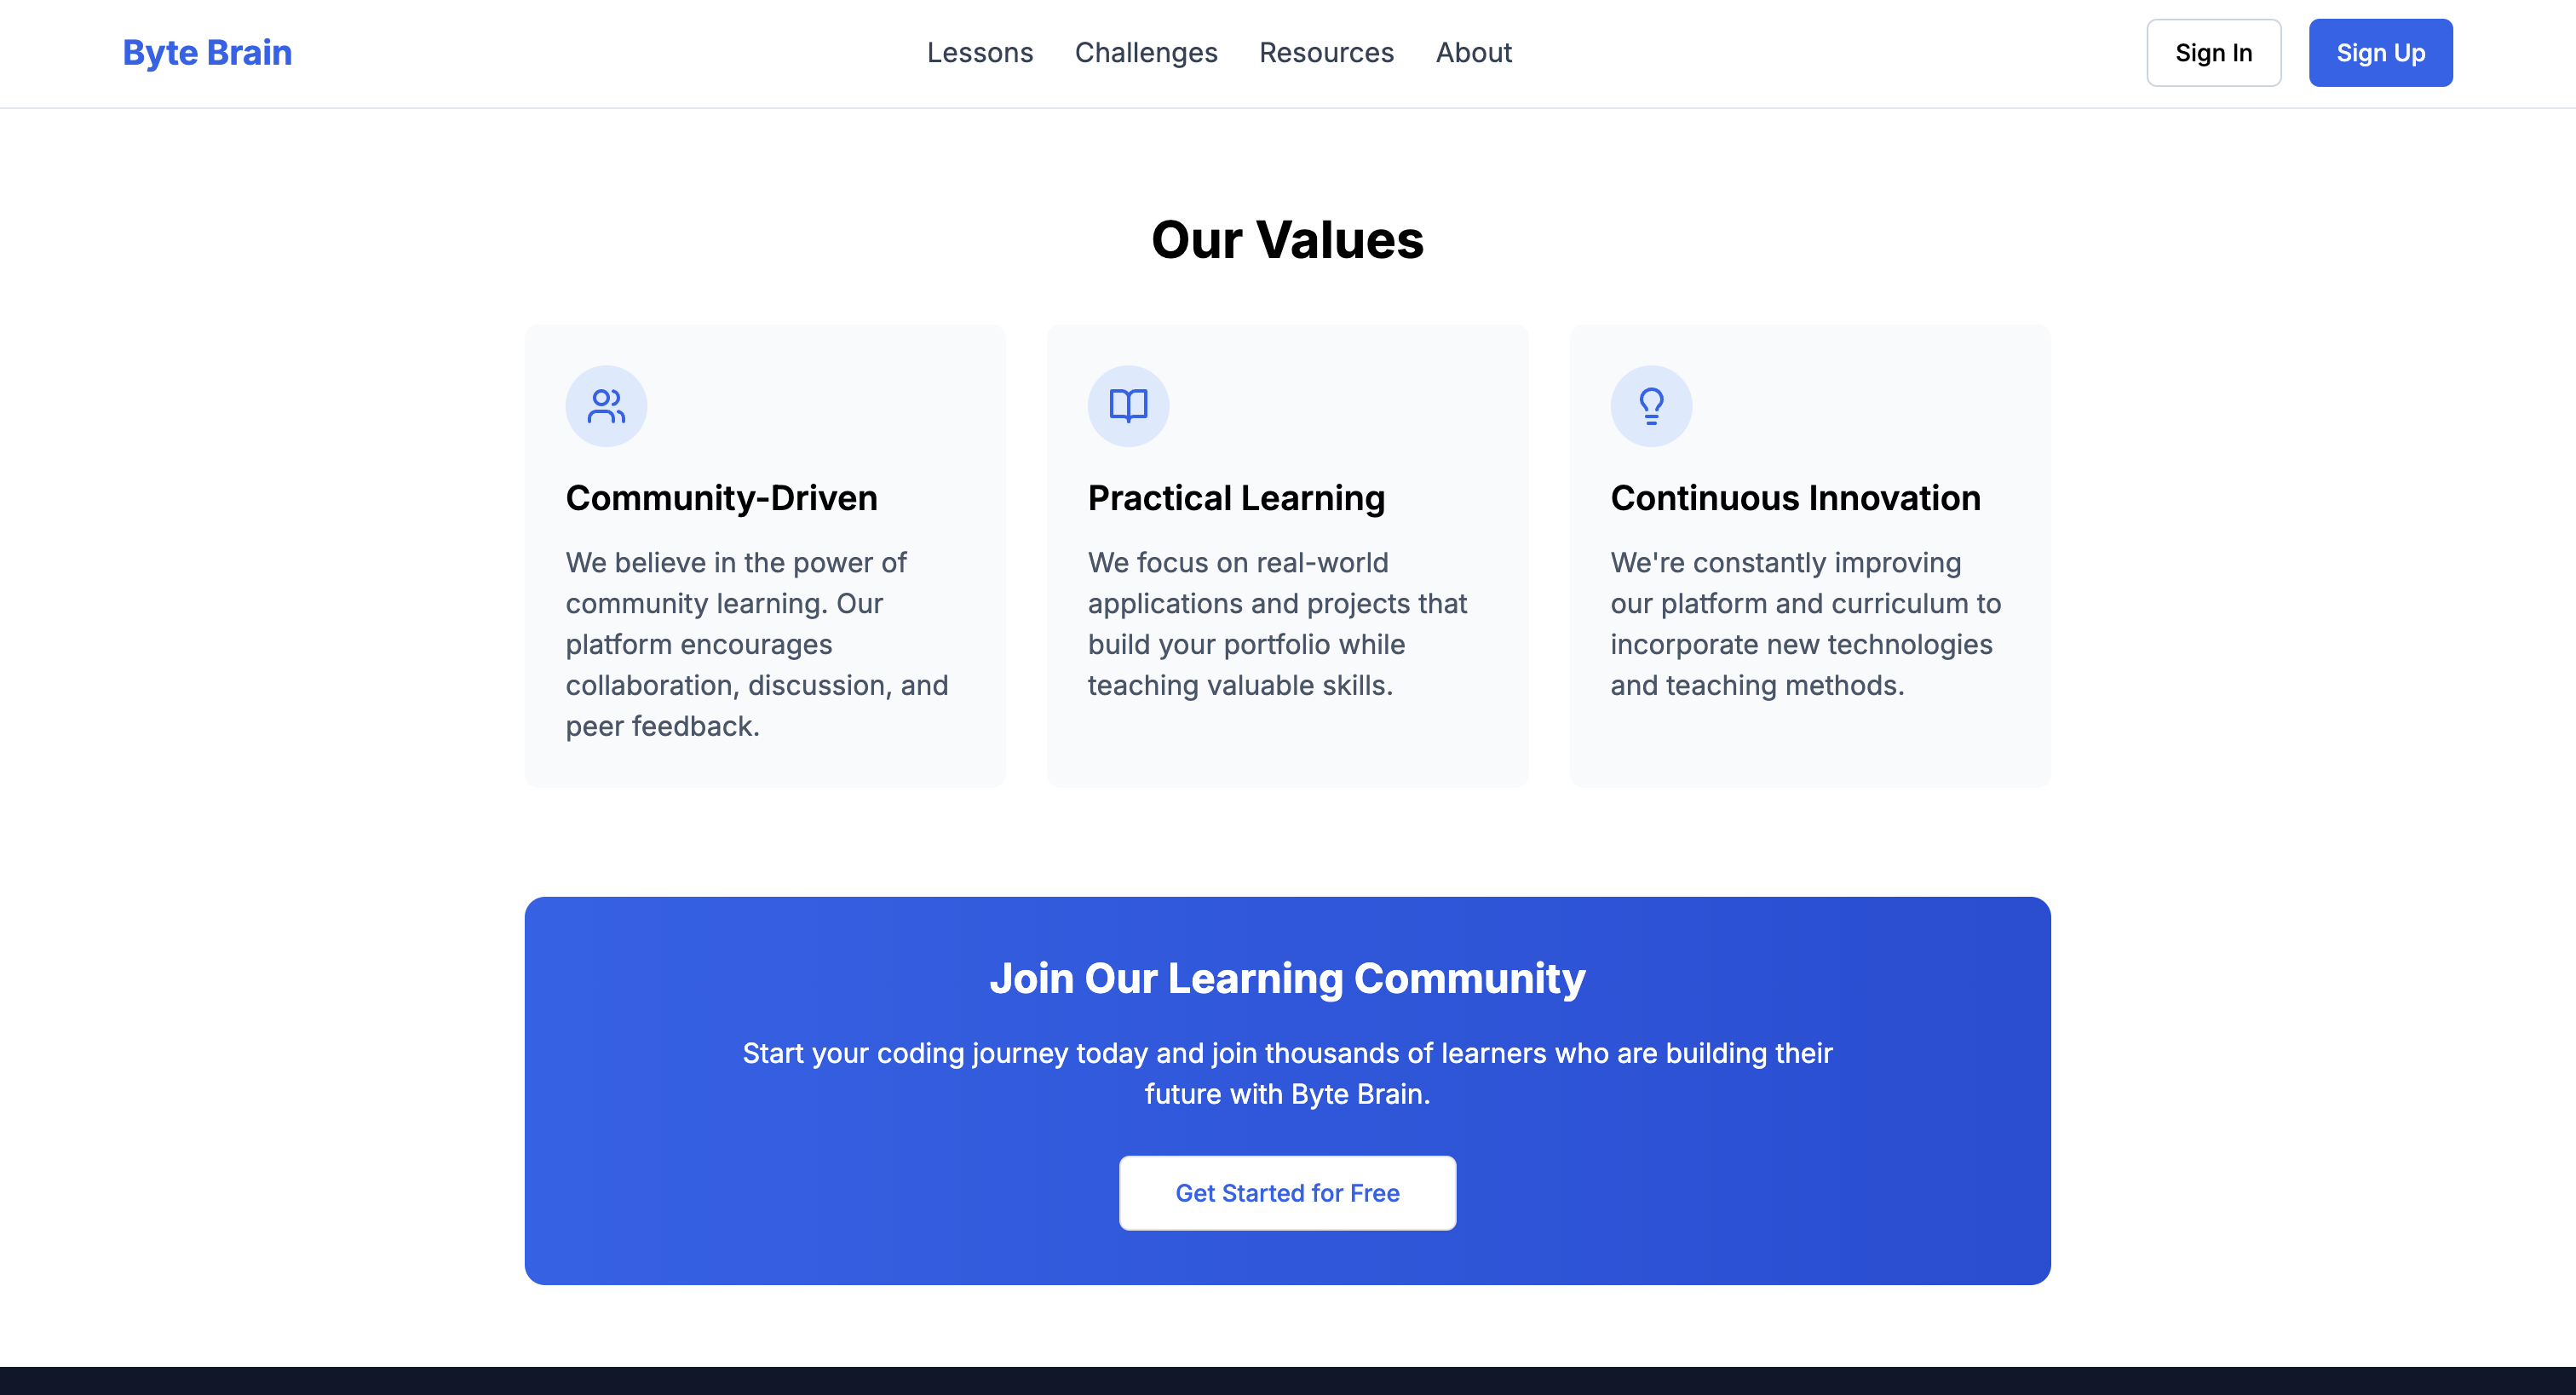 Byte Brain
Lessons
Challenges
Resources
About
Sign In
Sign Up
Our Values
Community-Driven
We believe in the power of
community learning. Our
platform encourages
collaboration, discussion, and
peer feedback.
Practical Learning
We focus on real-world
applications and projects that
build your portfolio while
teaching valuable skills.
Continuous Innovation
We're constantly improving
our platform and curriculum to
incorporate new technologies
and teaching methods.
Join Our Learning Community
Start your coding journey today and join thousands of learners who are building their
future with Byte Brain.
Get Started for Free